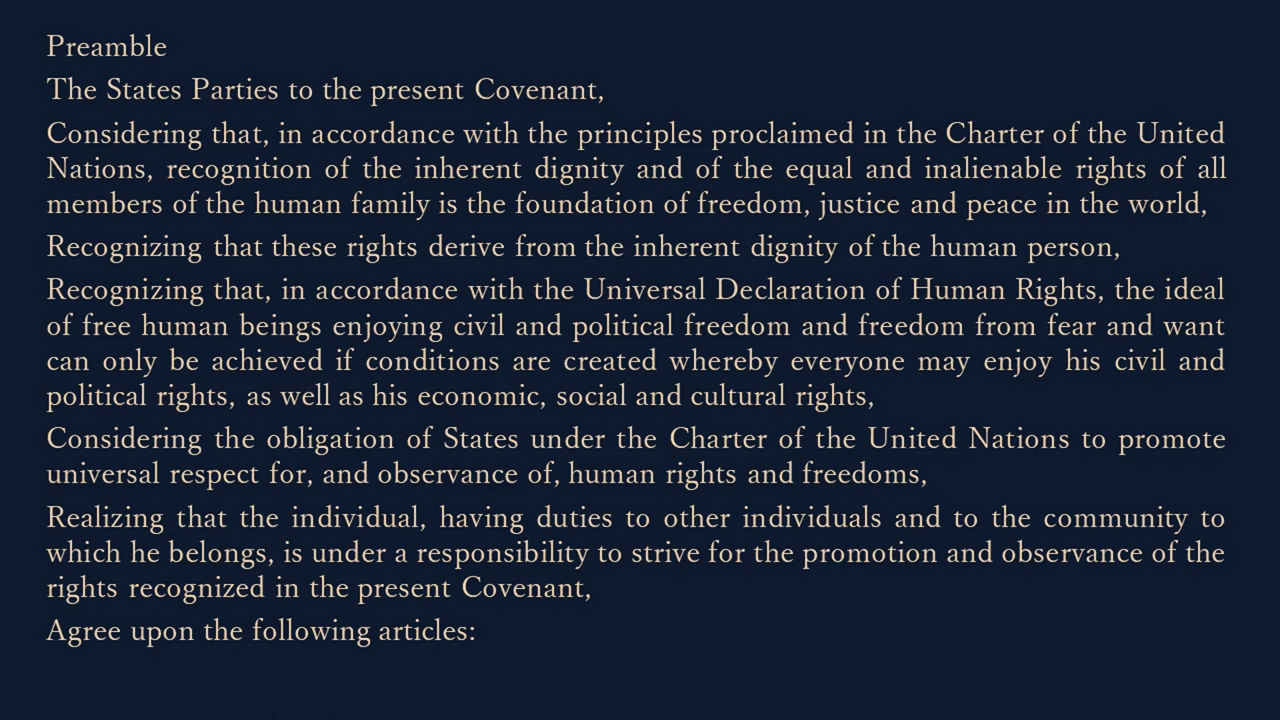 Preamble
The States Parties to the present Covenant,
Considering that, in accordance with the principles proclaimed in the Charter of the United
Nations, recognition of the inherent dignity and of the equal and inalienable rights of all
members of the human family is the foundation of freedom, justice and peace in the world,
Recognizing that these rights derive from the inherent dignity of the human person,
Recognizing that, in accordance with the Universal Declaration of Human Rights, the ideal
of free human beings enjoying civil and political freedom and freedom from fear and want
can only be achieved if conditions are created whereby everyone may enjoy his civil and
political rights, as well as his economic, social and cultural rights,
Considering the obligation of States under the Charter of the United Nations to promote
universal respect for, and observance of, human rights and freedoms,
Realizing that the individual, having duties to other individuals and to the community to
which he belongs, is under a responsibility to strive for the promotion and observance of the
rights recognized in the present Covenant,
Agree upon the following articles: